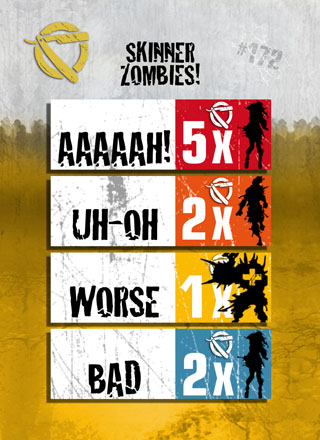 SKINNER
ZOMBIES!
#172
AAAAAH! 5X
UH-OH 2X
WORSE 1X
BAD 2X